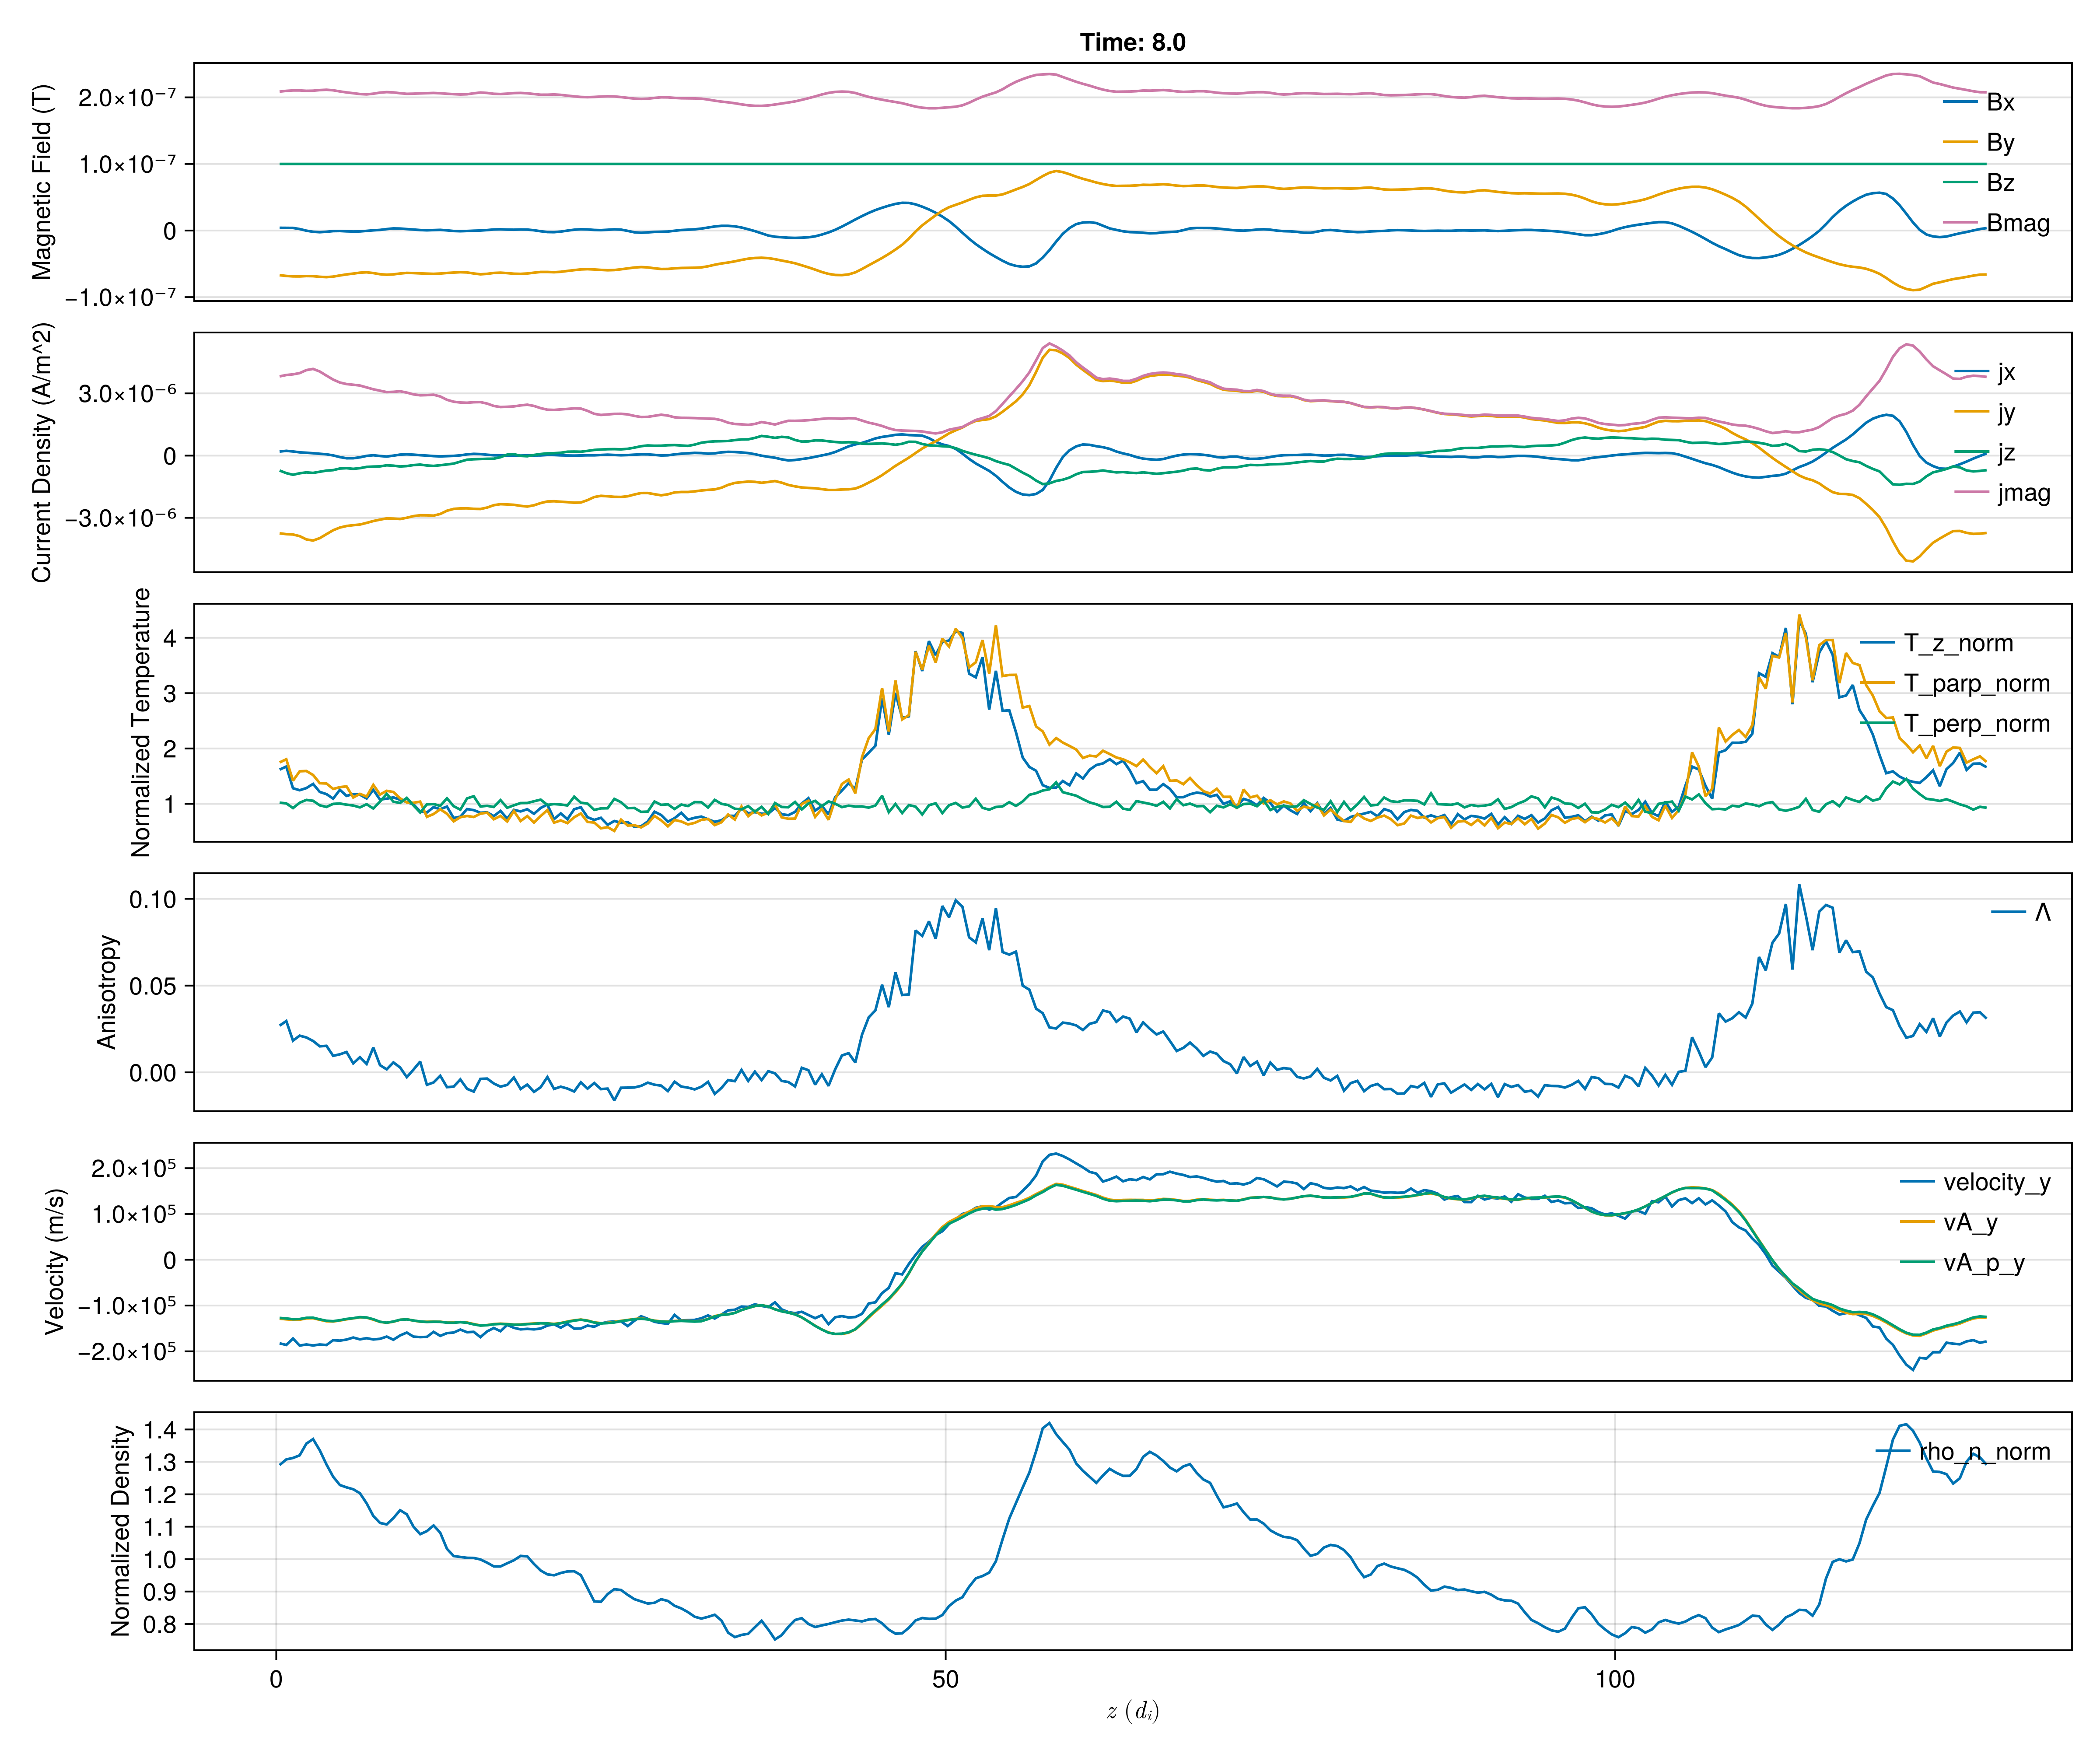 Time: 8.0
Magnetic Field (T)
2.0×10⁻⁷
1.0×10⁻⁷
0
−1.0×10⁻⁷
Bx
By
Bz
Bmag
Current Density (A/m^2)
3.0×10⁻⁶
0
−3.0×10⁻⁶
jx
jy
jz
jmag
Normalized Temperature
4
3
2
1
T_z_norm
T_parp_norm
T_perp_norm
Anisotropy
0.10
0.05
0.00
Λ
Velocity (m/s)
2.0×10⁵
1.0×10⁵
0
−1.0×10⁵
−2.0×10⁵
velocity_y
vA_y
vA_p_y
Normalized Density
1.4
1.3
1.2
1.1
1.0
0.9
0.8
rho_n_norm
0 50 100
z (dᵢ)